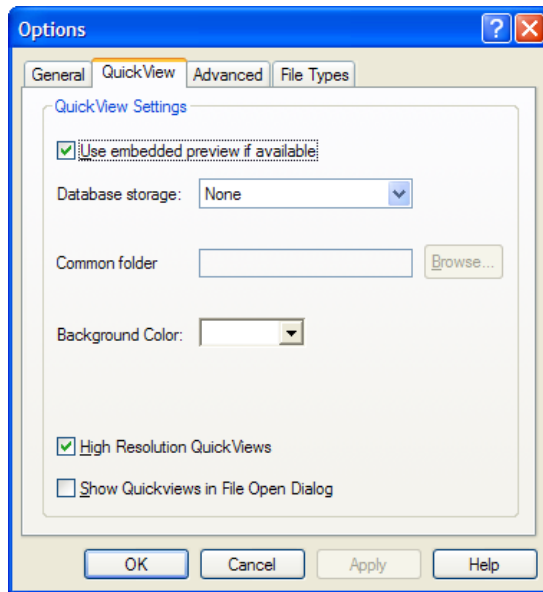 Options
General QuickView Advanced File Types
QuickView Settings
Use embedded preview if available
Database storage: None
Common folder Browse...
Background Color:
High Resolution QuickViews
Show Quickviews in File Open Dialog
OK Cancel Apply Help